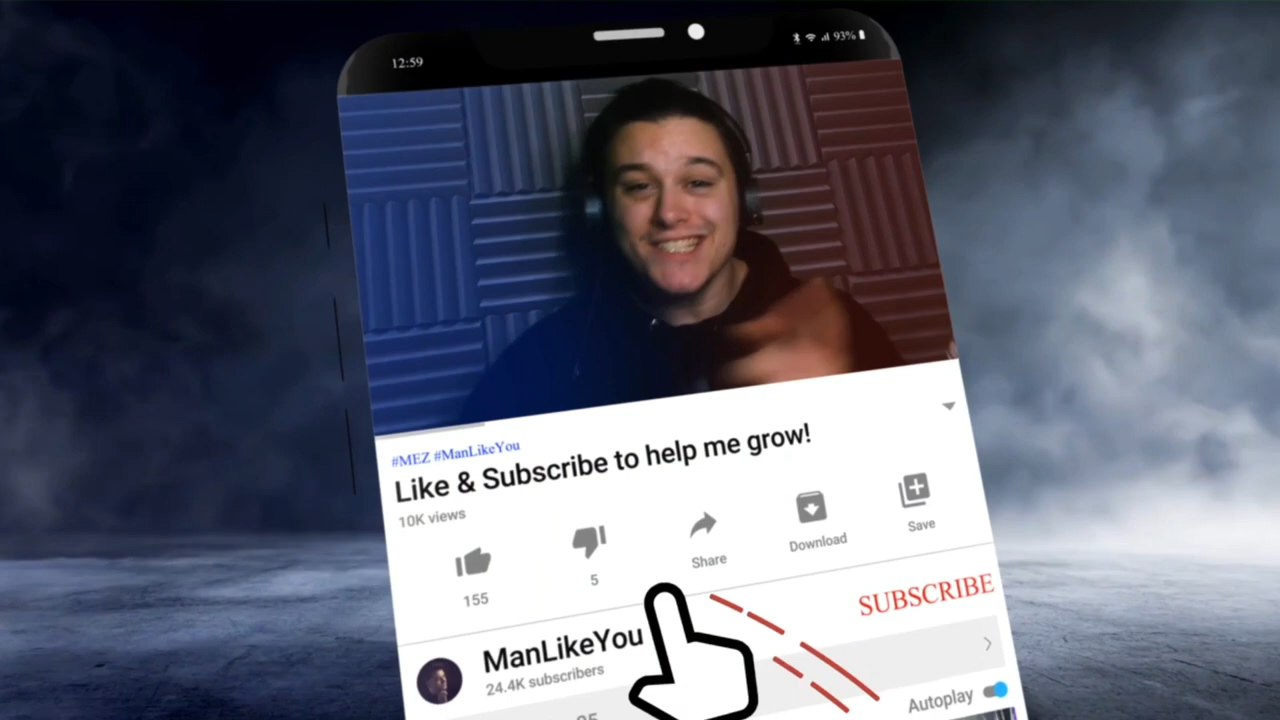 12:59
93%
#MEZ #ManLikeYou
Like & Subscribe to help me grow!
10K views
155
5
Share
Download
Save
SUBSCRIBE
ManLikeYou
24.4K subscribers
Autoplay